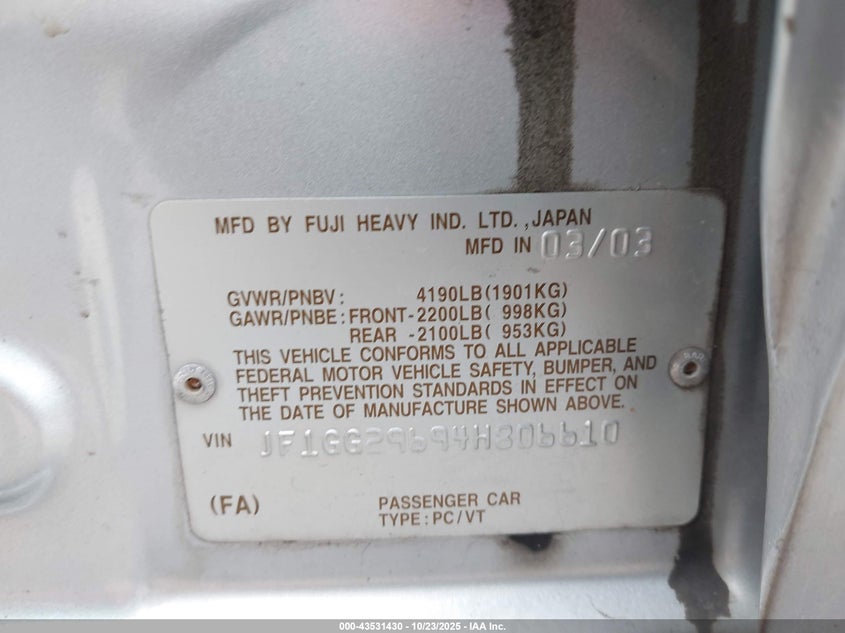 MFD BY FUJI HEAVY IND. LTD.,JAPAN
MFD IN 03/03
GVWR/PNBV: 4190LB(1901KG)
GAWR/PNBE: FRONT-2200LB( 998KG)
REAR -2100LB( 953KG)
THIS VEHICLE CONFORMS TO ALL APPLICABLE
FEDERAL MOTOR VEHICLE SAFETY, BUMPER, AND
THEFT PREVENTION STANDARDS IN EFFECT ON
THE DATE OF MANUFACTURE SHOWN ABOVE.
VIN JF1GG29694H306610
(FA) PASSENGER CAR
TYPE: PC/VT
000-43531430 - 10/23/2025 - IAA Inc.